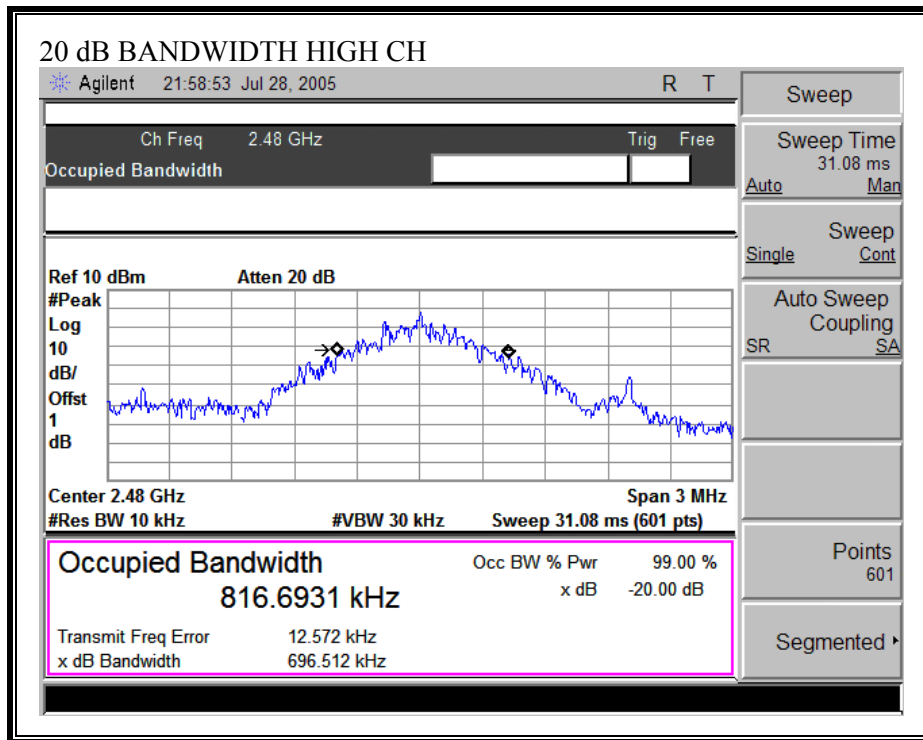 20 dB BANDWIDTH HIGH CH
Agilent 21:58:53 Jul 28, 2005 R T
Sweep
Ch Freq 2.48 GHz Trig Free
Occupied Bandwidth
Sweep Time
31.08 ms
Auto Man
Sweep
Single Cont
Ref 10 dBm Atten 20 dB
#Peak
Log
10
dB/
Offst
1
dB
Auto Sweep
Coupling
SR SA
Center 2.48 GHz Span 3 MHz
#Res BW 10 kHz #VBW 30 kHz Sweep 31.08 ms (601 pts)
Occupied Bandwidth Occ BW % Pwr 99.00 %
816.6931 kHz x dB -20.00 dB
Transmit Freq Error 12.572 kHz
x dB Bandwidth 696.512 kHz
Points
601
Segmented